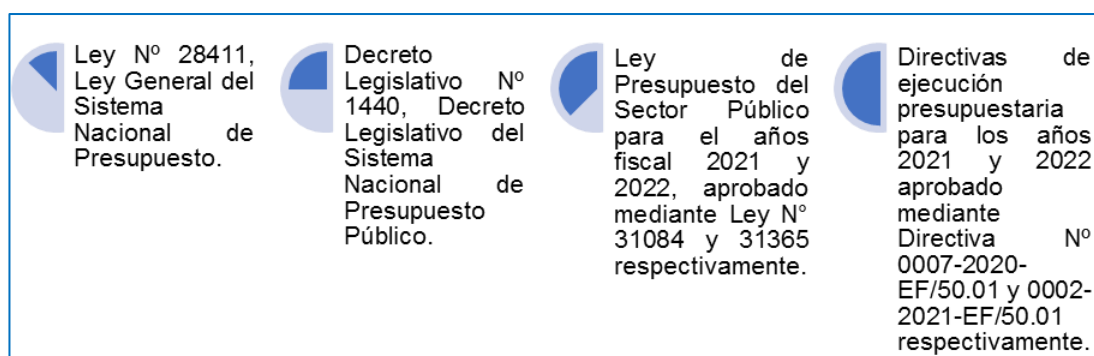 Ley Nº 28411,
Ley General del
Sistema
Nacional de
Presupuesto.
Decreto
Legislativo Nº
1440, Decreto
Legislativo del
Sistema
Nacional de
Presupuesto
Público.
Ley de
Presupuesto del
Sector Público
para el años
fiscal 2021 y
2022, aprobado
mediante Ley N°
31084 y 31365
respectivamente.
Directivas de
ejecución
presupuestaria
para los años
2021 y 2022
aprobado
mediante
Directiva Nº
0007-2020-
EF/50.01 y 0002-
2021-EF/50.01
respectivamente.